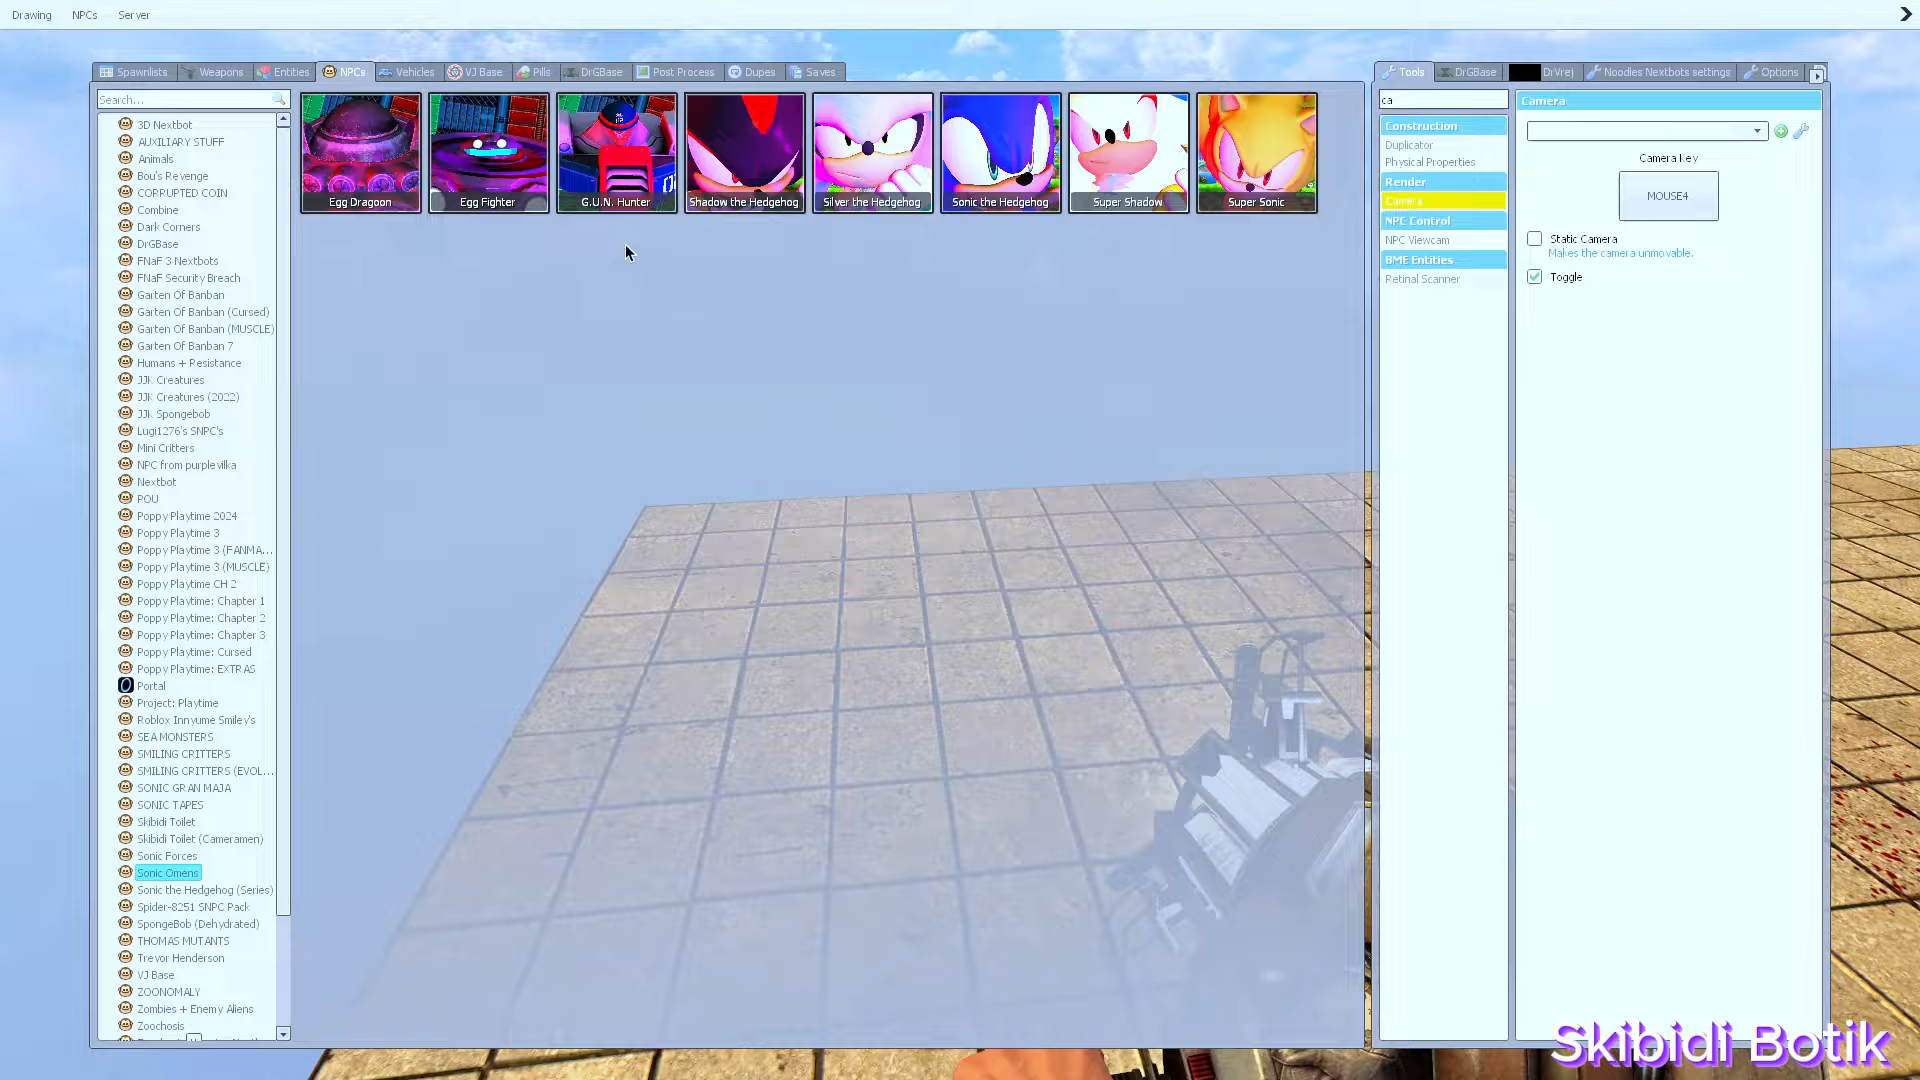 Drawing NPCs Server
Spawnlists Weapons Entities NPCs Vehicles VJ Base Pills DrGBase Post Process Dupes Saves
Search...
3D Nextbot
AUXILIARY STUFF
Animals
Bou's Revenge
CORRUPTED COIN
Combine
Dark Corners
DrGBase
FNaF 3 Nextbots
FNaF Security Breach
Garten Of Banban
Garten Of Banban (Cursed)
Garten Of Banban (MUSCLE)
Garten Of Banban 7
Humans + Resistance
JJK Creatures
JJK Creatures (2022)
JJK Spongebob
Lugi1276's SNPC's
Mini Critters
NPC from purplevilka
Nextbot
POU
Poppy Playtime 2024
Poppy Playtime 3
Poppy Playtime 3 (FANMA...
Poppy Playtime 3 (MUSCLE)
Poppy Playtime CH 2
Poppy Playtime: Chapter 1
Poppy Playtime: Chapter 2
Poppy Playtime: Chapter 3
Poppy Playtime: Cursed
Poppy Playtime: EXTRAS
Portal
Project: Playtime
Roblox Innyume Smiley's
SEA MONSTERS
SMILING CRITTERS
SMILING CRITTERS (EVOL...
SONIC GRAN MAJA
SONIC TAPES
Skibidi Toilet
Skibidi Toilet (Cameramen)
Sonic Forces
Sonic Omens
Sonic the Hedgehog (Series)
Spider-8251 SNPC Pack
SpongeBob (Dehydrated)
THOMAS MUTANTS
Trevor Henderson
VJ Base
ZOONOMALY
Zombies + Enemy Aliens
Zoochosis
Egg Dragoon
Egg Fighter
G.U.N. Hunter
Shadow the Hedgehog
Silver the Hedgehog
Sonic the Hedgehog
Super Shadow
Super Sonic
Tools DrGBase DrVrej Noodles Nextbots settings Options
ca
Construction
Duplicator
Physical Properties
Render
Camera
NPC Control
NPC Viewcam
BME Entities
Retinal Scanner
Camera
Camera Key
MOUSE4
Static Camera
Makes the camera unmovable.
Toggle
Skibidi Botik